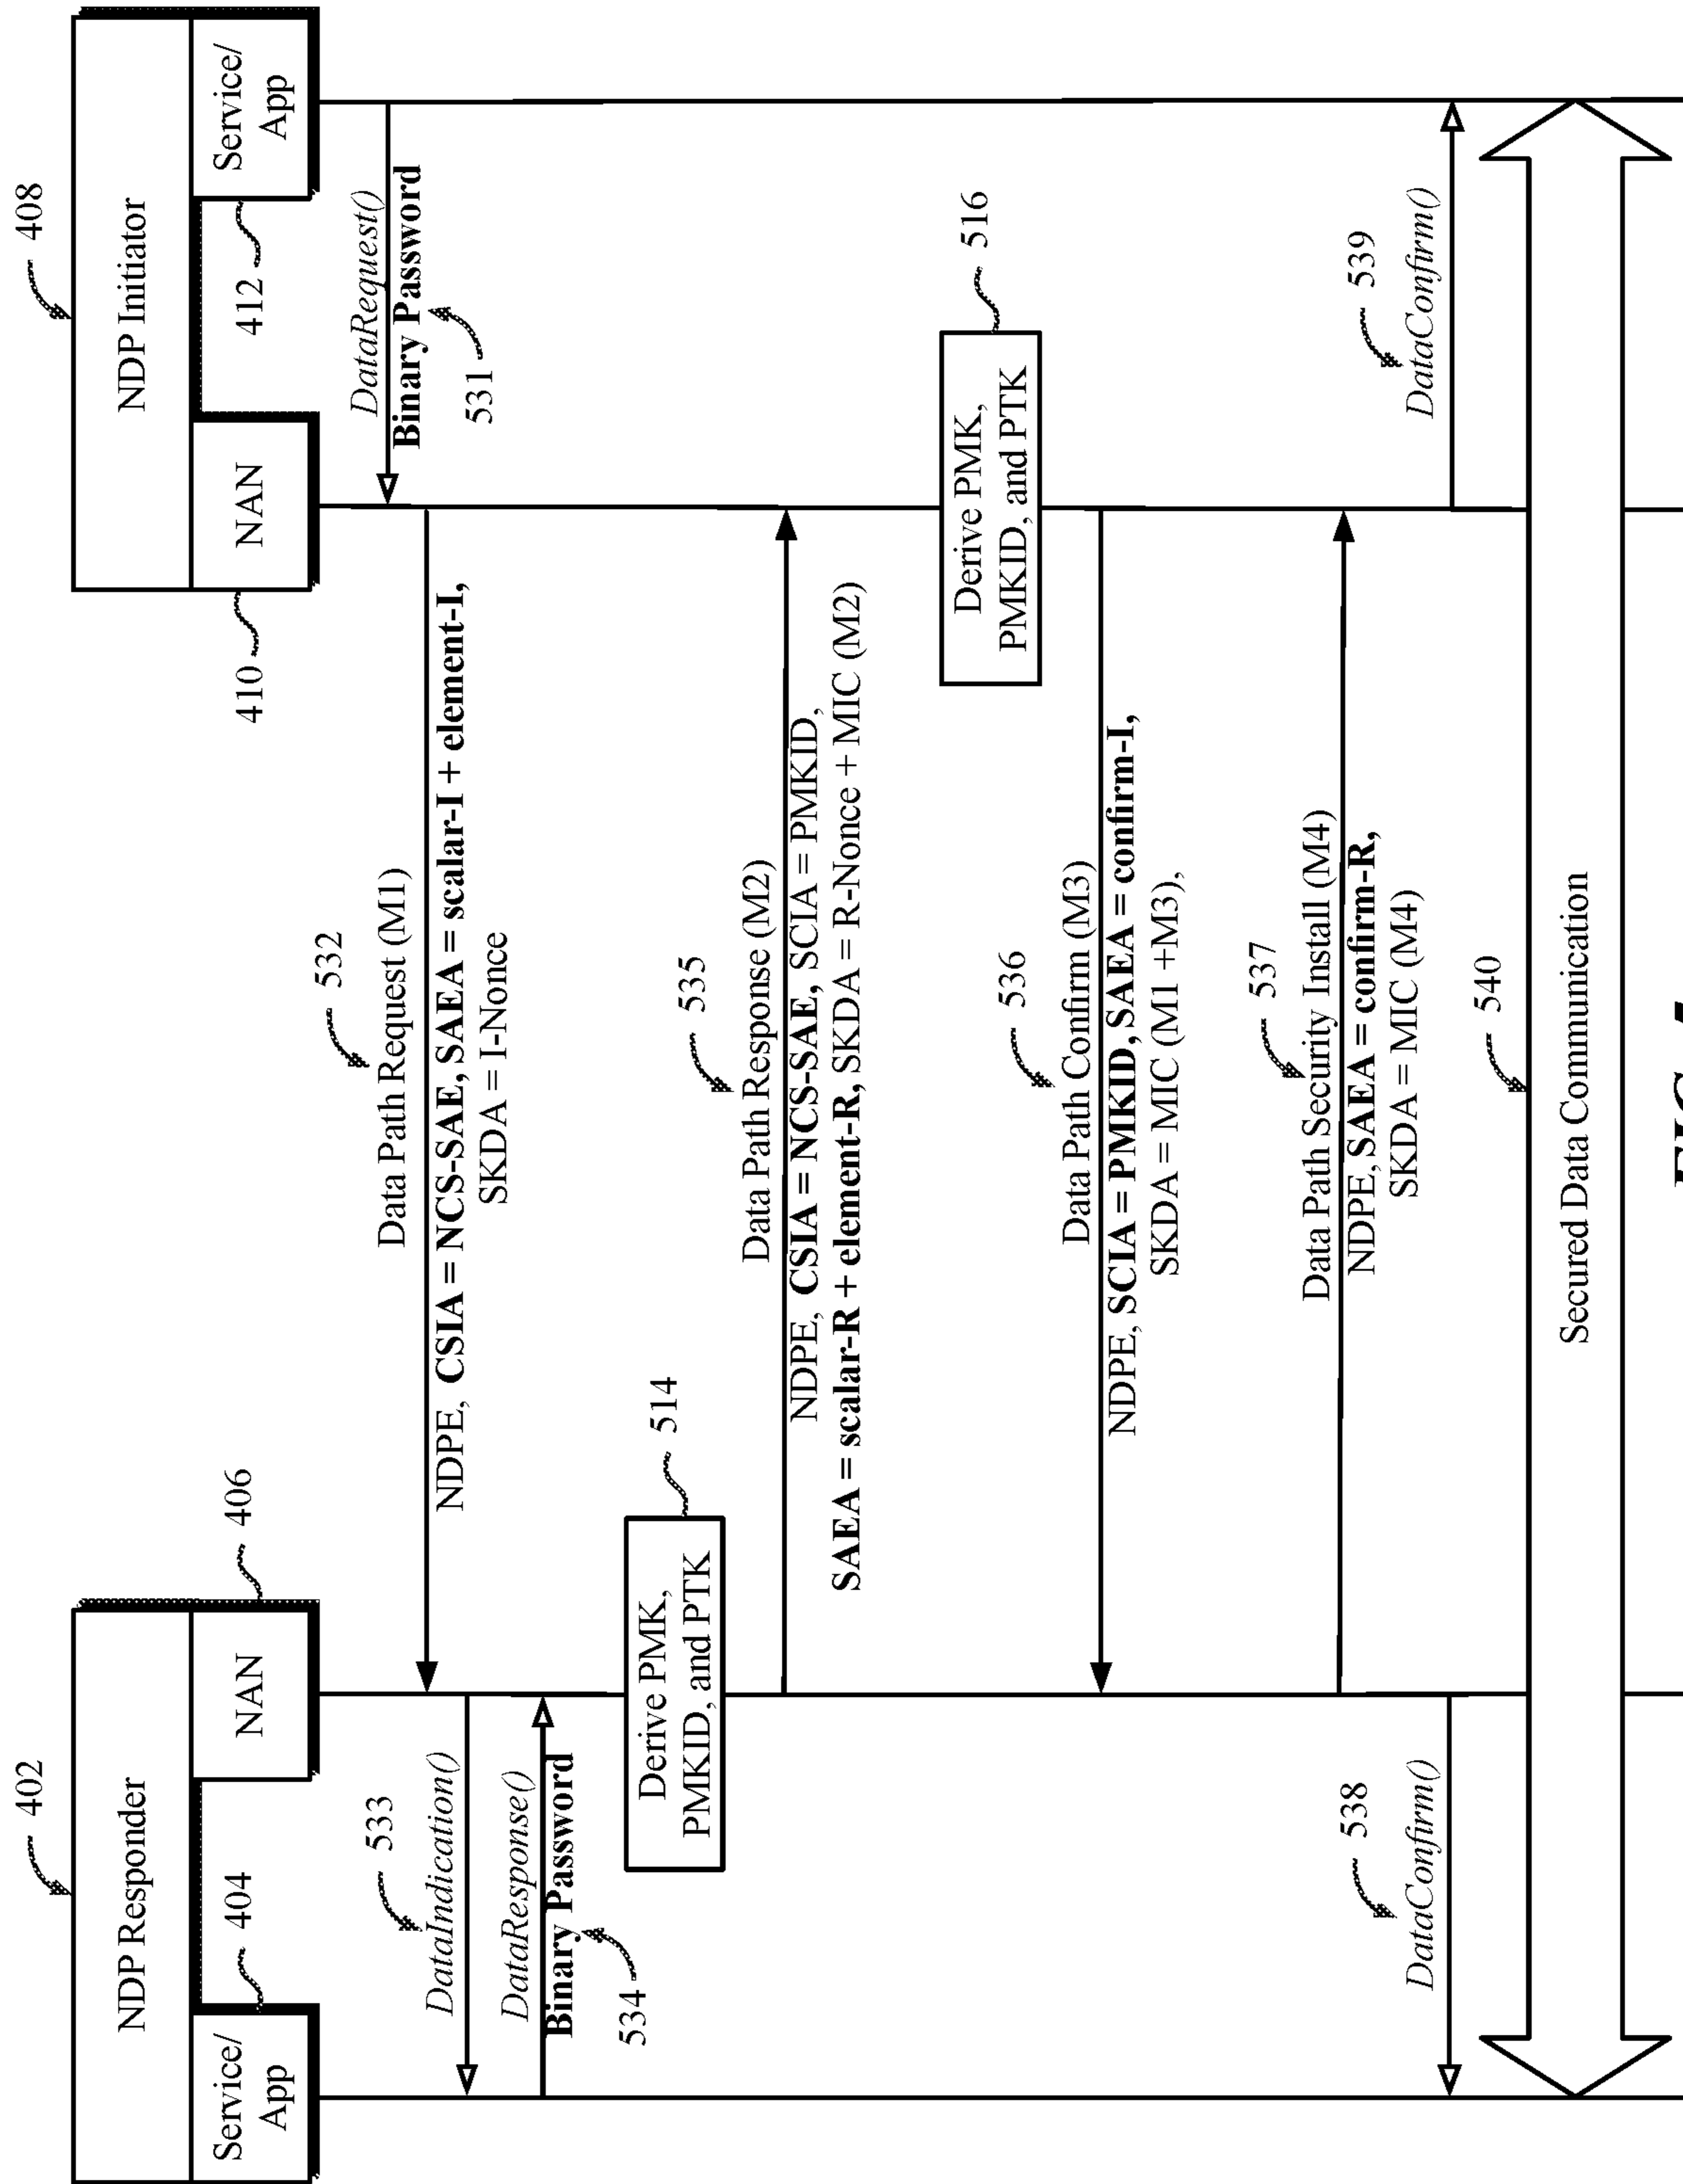 402
408
NDP Responder
NDP Initiator
Service/
App
404
NAN
406
410
NAN
412
Service/
App
DataRequest()
Binary Password
531
532
Data Path Request (M1)
NDPE, CSIA = NCS-SAE, SAEA = scalar-I + element-I,
SKDA = I-Nonce
533
DataIndication()
DataResponse()
Binary Password
534
Derive PMK,
PMKID, and PTK
514
535
Data Path Response (M2)
NDPE, CSIA = NCS-SAE, SCIA = PMKID,
SAEA = scalar-R + element-R, SKDA = R-Nonce + MIC (M2)
Derive PMK,
PMKID, and PTK
516
536
Data Path Confirm (M3)
NDPE, SCIA = PMKID, SAEA = confirm-I,
SKDA = MIC (M1 +M3),
537
Data Path Security Install (M4)
NDPE, SAEA = confirm-R,
SKDA = MIC (M4)
538
DataConfirm()
539
DataConfirm()
540
Secured Data Communication